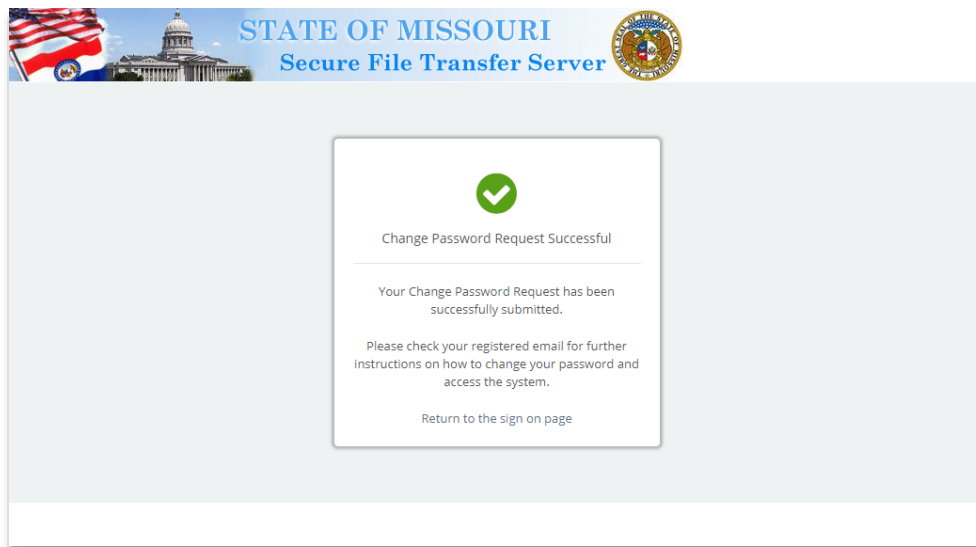 STATE OF MISSOURI
Secure File Transfer Server
Change Password Request Successful
Your Change Password Request has been
successfully submitted.
Please check your registered email for further
instructions on how to change your password and
access the system.
Return to the sign on page